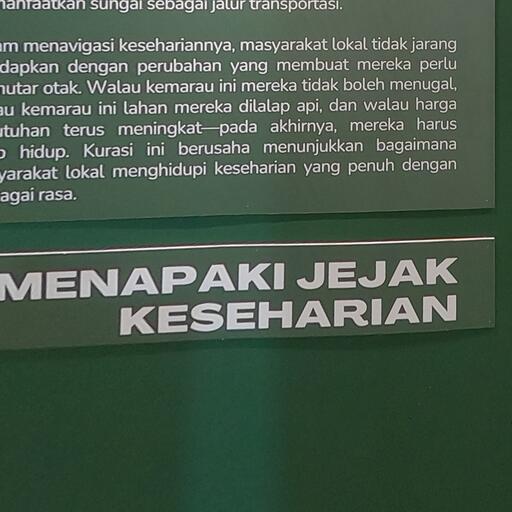 manfaatkan sungai sebagai jalur transportasi.
am menavigasi kesehariannya, masyarakat lokal tidak jarang
dapkan dengan perubahan yang membuat mereka perlu
nutar otak. Walau kemarau ini mereka tidak boleh menugal,
au kemarau ini lahan mereka dilalap api, dan walau harga
utuhan terus meningkat—pada akhirnya, mereka harus
p hidup. Kurasi ini berusaha menunjukkan bagaimana
yarakat lokal menghidupi keseharian yang penuh dengan
agai rasa.
MENAPAKI JEJAK
KESEHARIAN